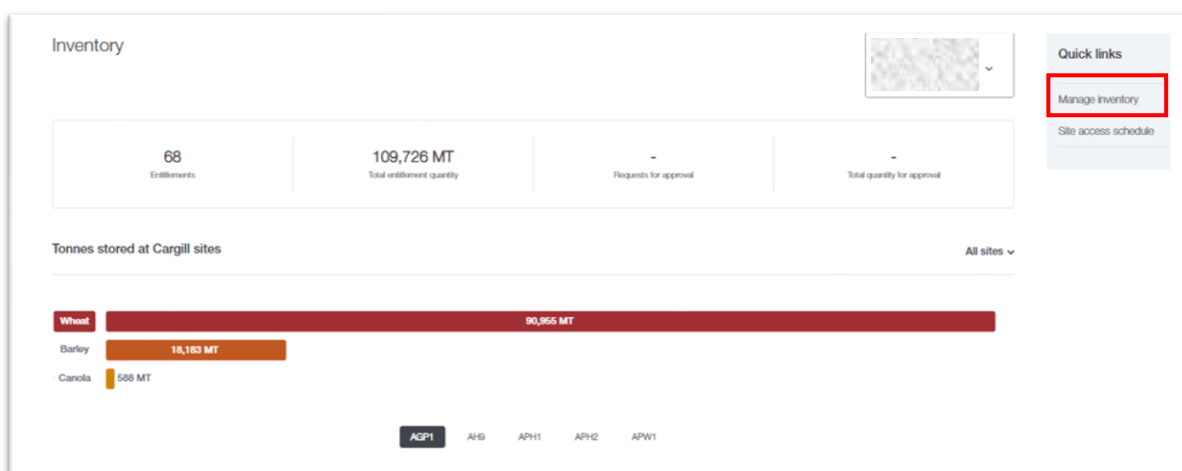 Inventory
Quick links
Manage inventory
Site access schedule
68
Entitlements
109,726 MT
Total entitlement quantity
-
Requests for approval
-
Total quantity for approval
Tonnes stored at Cargill sites
All sites
Wheat
90,955 MT
Barley
18,183 MT
Canola
588 MT
AGP1 AH9 APH1 APH2 APW1